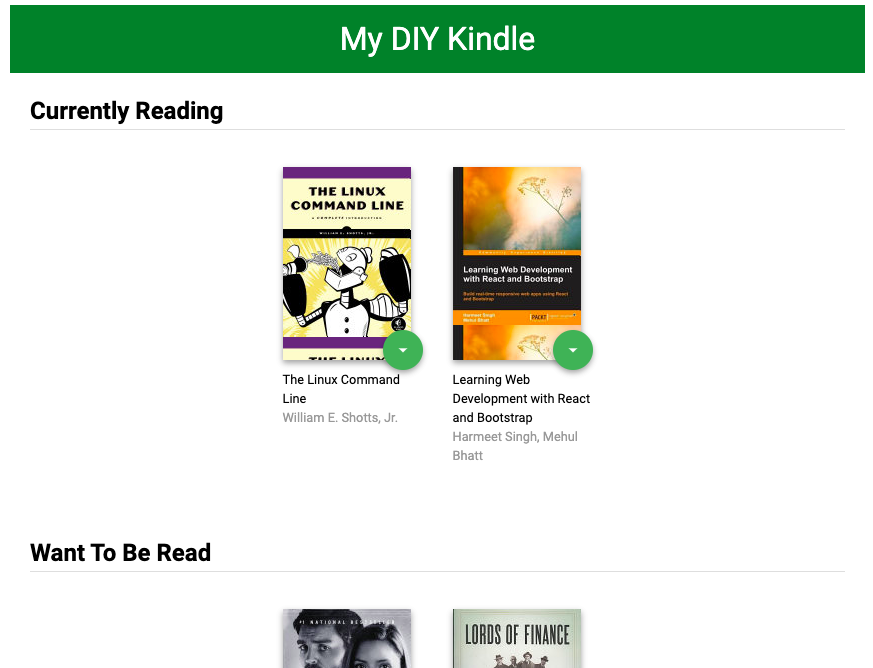 My DIY Kindle
Currently Reading
THE LINUX
COMMAND LINE
A COMPLETE INTRODUCTION
WILLIAM E. SHOTTS, JR.
THE LINUX
Learning Web Development
with React and Bootstrap
Build real-time responsive web apps using React
and Bootstrap
Harmeet Singh
Mehul Bhatt
[PACKT]
The Linux Command
Line
William E. Shotts, Jr.
Learning Web
Development with React
and Bootstrap
Harmeet Singh, Mehul
Bhatt
Want To Be Read
#1 NATIONAL BESTSELLER
LORDS OF FINANCE